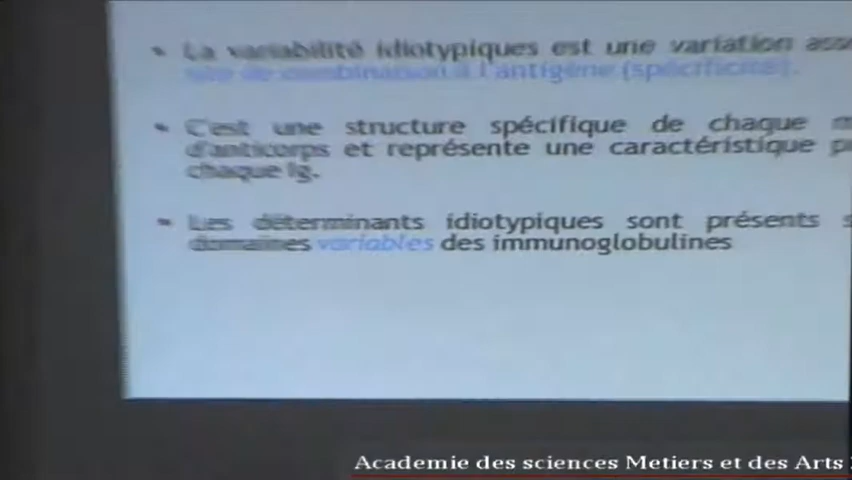 • La variabilité idiotypiques est une variation
site de combinaison à l'antigène (spécificité).
• C'est une structure spécifique de chaque
d'anticorps et représente une caractéristique
chaque Ig.
• Les déterminants idiotypiques sont présents
domaines variables des immunoglobulines
Academie des sciences Metiers et des Arts